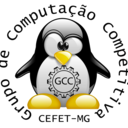 Grupo de Computação Competitiva
GCC
CEFET-MG